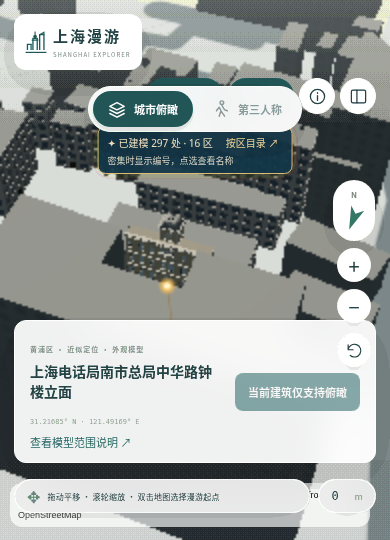 上海漫游
SHANGHAI EXPLORER
城市俯瞰
第三人称
✦ 已建模 297 处 · 16 区 按区目录 ↗
密集时显示编号，点选查看名称
N
+
−
黄浦区 · 近似定位 · 外观模型
上海电话局南市总局中华路钟
楼立面
当前建筑仅支持俯瞰
31.21685° N · 121.49169° E
查看模型范围说明 ↗
拖动平移 · 滚轮缩放 · 双击地图选择漫游起点
ro
0 m
OpenStreetMap